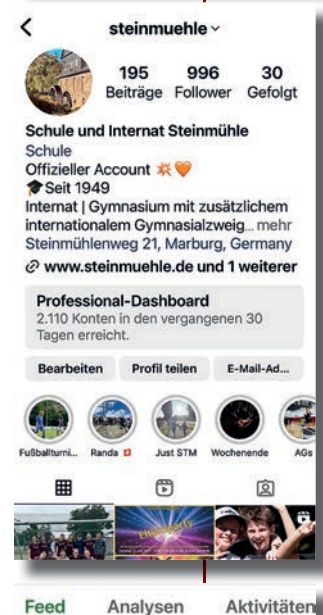 steinmuehle
195 996 30
Beiträge Follower Gefolgt
Schule und Internat Steinmühle
Schule
Offizieller Account 💥🧡
🎓Seit 1949
Internat | Gymnasium mit zusätzlichem
internationalem Gymnasialzweig... mehr
Steinmühlenweg 21, Marburg, Germany
www.steinmuehle.de und 1 weiterer
Professional-Dashboard
2.110 Konten in den vergangenen 30
Tagen erreicht.
Bearbeiten Profil teilen E-Mail-Ad...
Fußballturni... Randa 🇨🇭 Just STM Wochenende AGs
Elternparty
Feed Analysen Aktivitäten